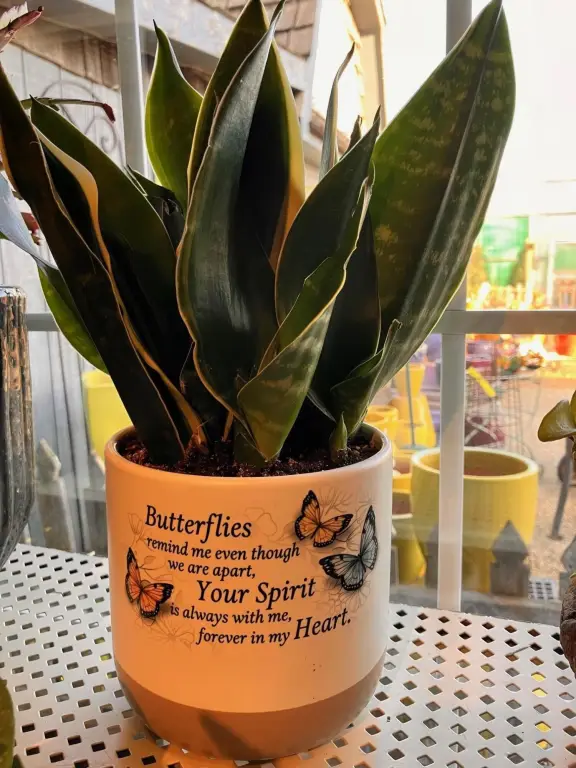 Butterflies
remind me even though
we are apart,
Your Spirit
is always with me,
forever in my Heart.